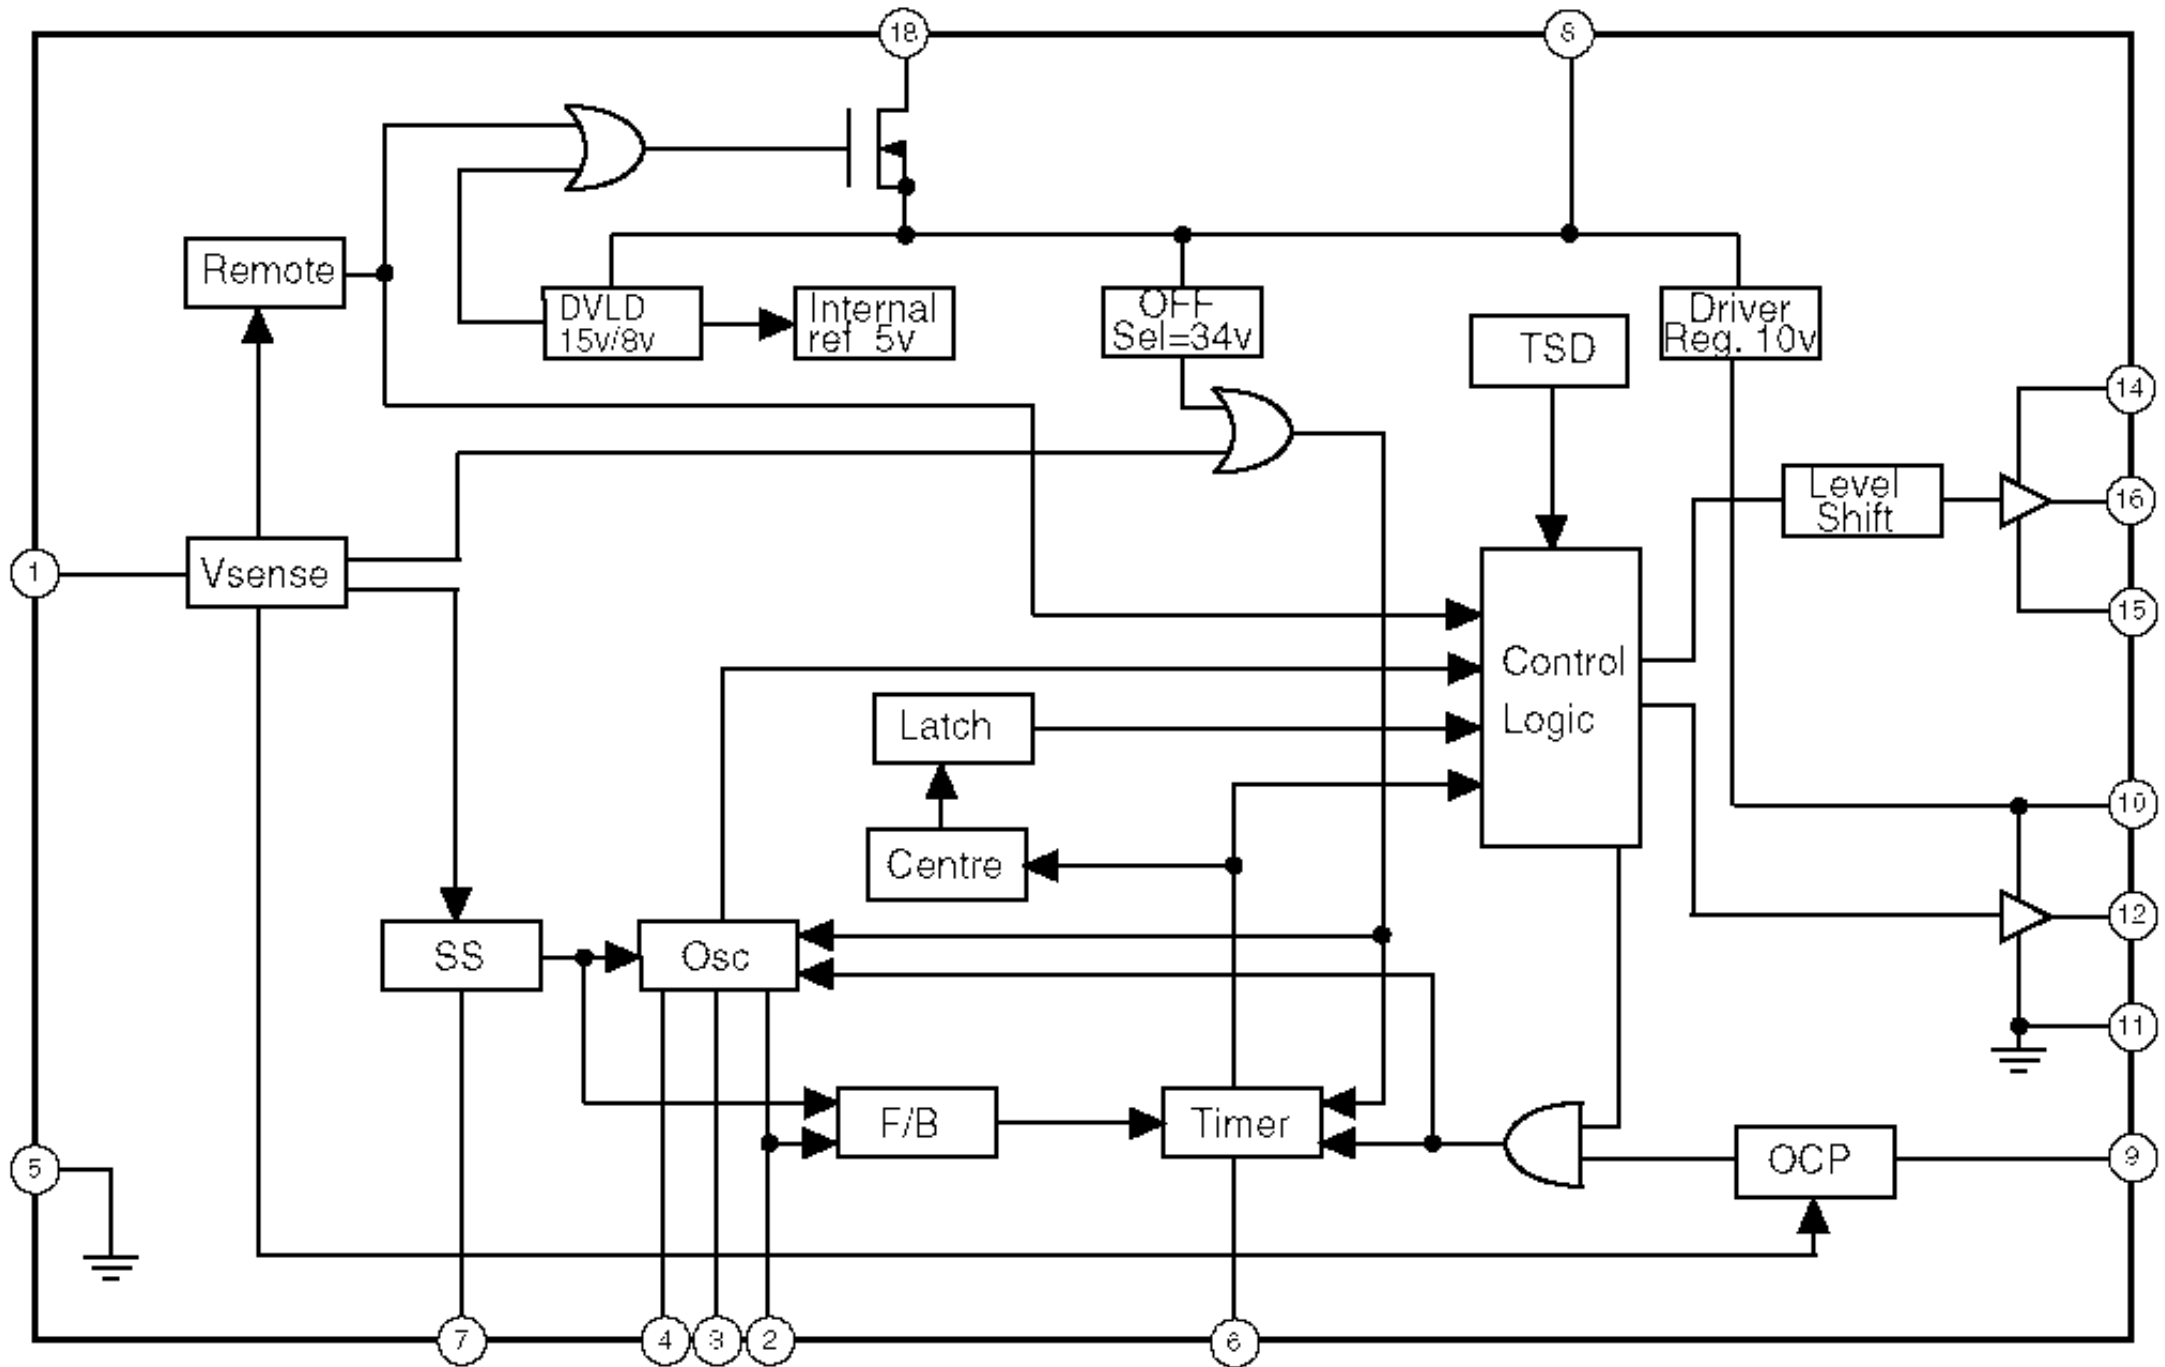 18
8
Remote
DVLD
15v/8v
Internal
ref 5v
OFF
Sel=34v
TSD
Driver
Reg. 10v
14
Level
Shift
16
1
Vsense
15
Control
Logic
Latch
10
Centre
12
SS
Osc
11
F/B
Timer
OCP
9
5
7
4
3
2
6